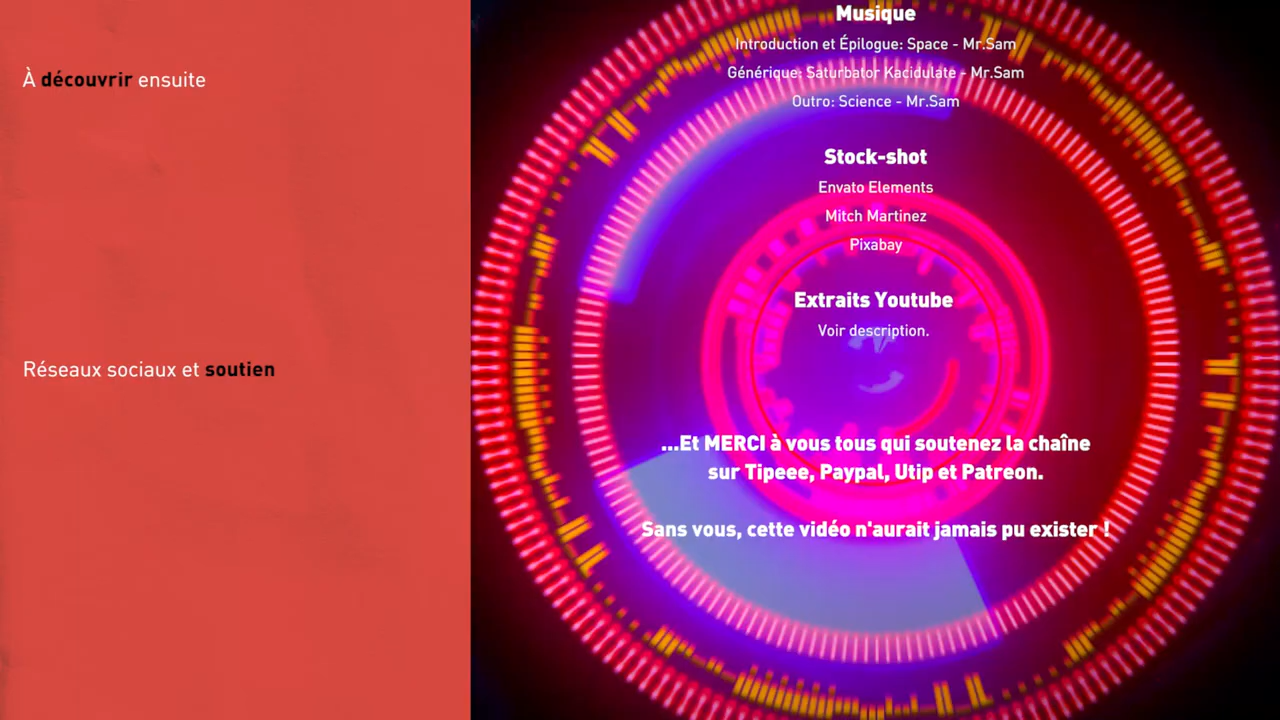 À découvrir ensuite
Réseaux sociaux et soutien
Musique
Introduction et Épilogue: Space - Mr.Sam
Générique: Saturbator Kacidulate - Mr.Sam
Outro: Science - Mr.Sam
Stock-shot
Envato Elements
Mitch Martinez
Pixabay
Extraits Youtube
Voir description.
...Et MERCI à vous tous qui soutenez la chaîne
sur Tipeee, Paypal, Utip et Patreon.
Sans vous, cette vidéo n'aurait jamais pu exister !